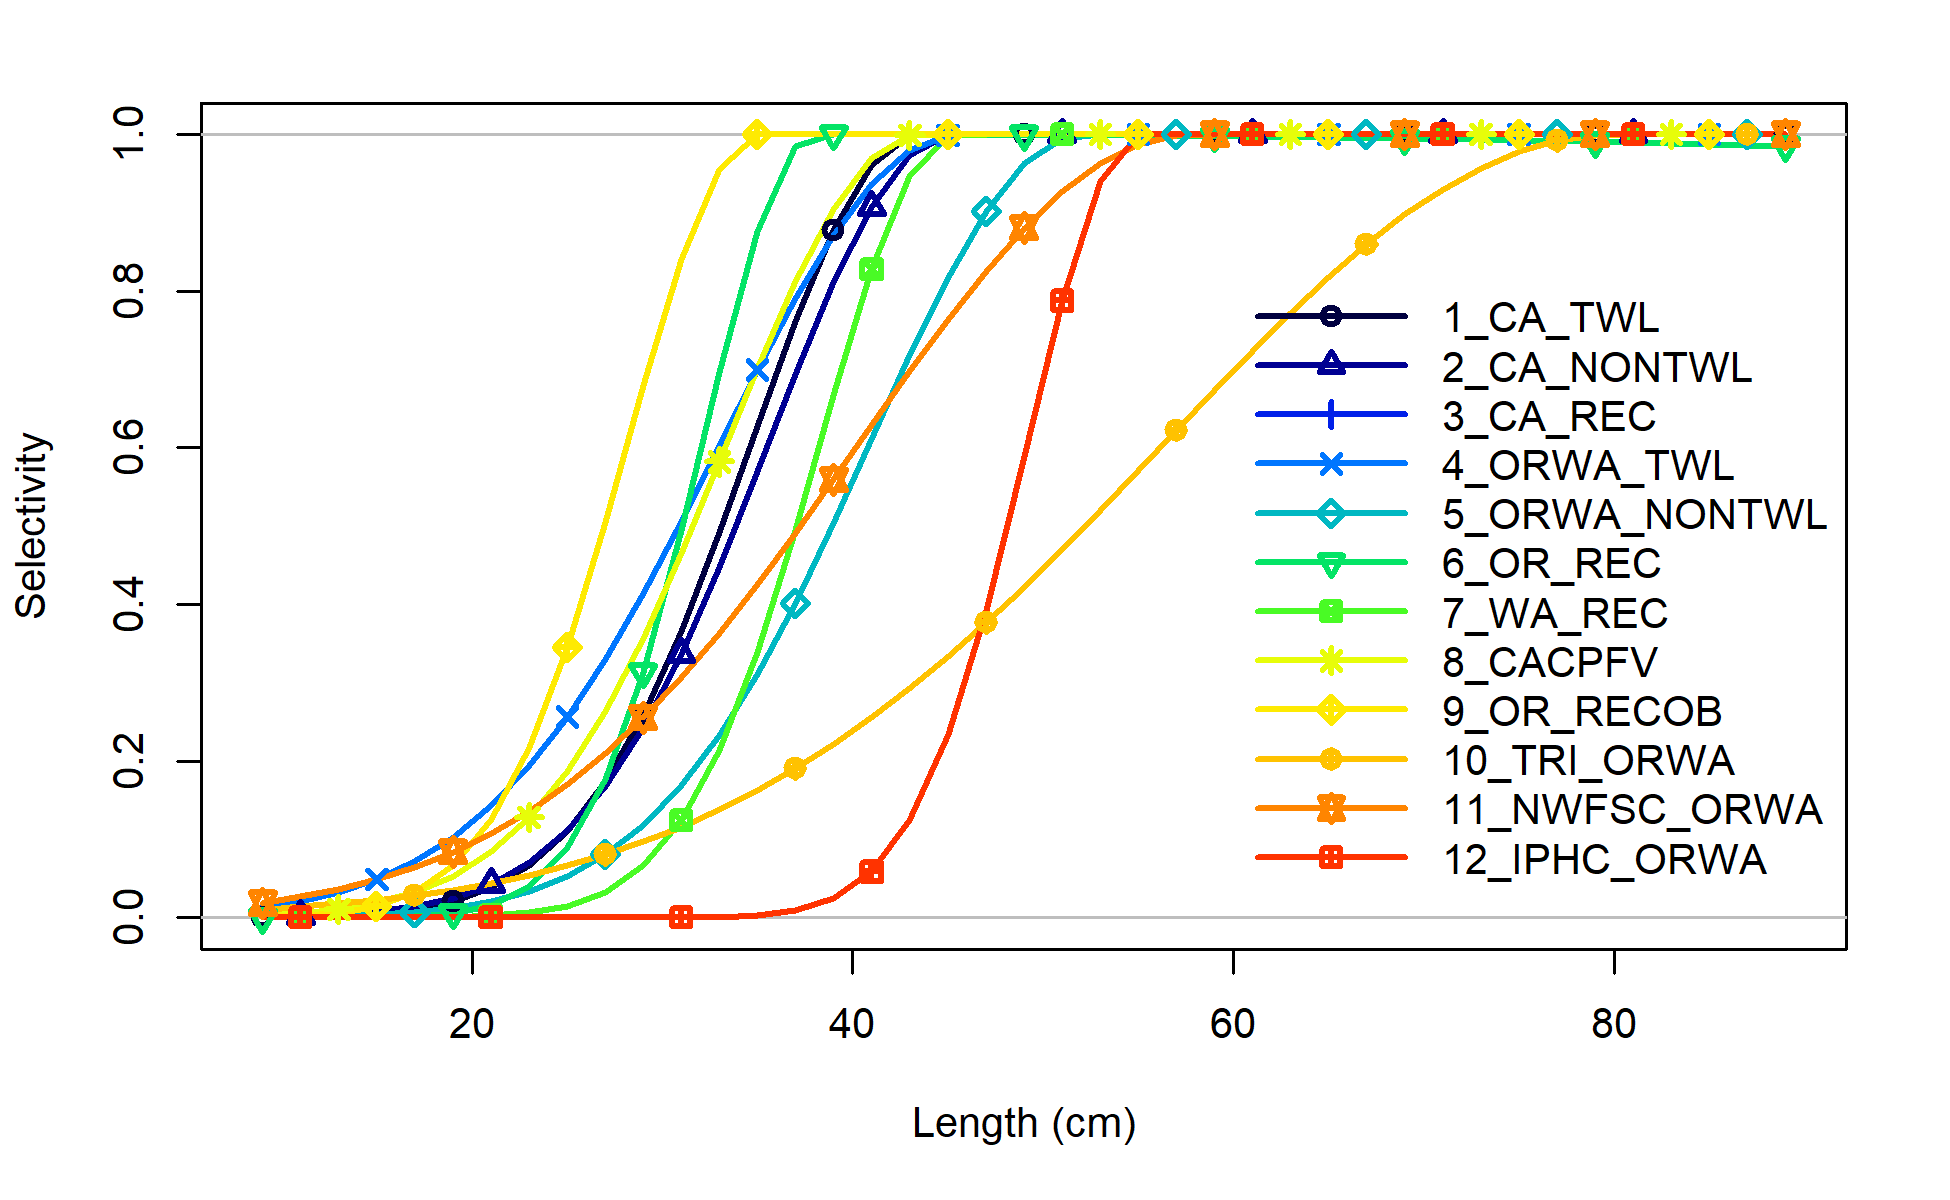 1.0
0.8
0.6
0.4
0.2
0.0
Selectivity
1_CA_TWL
2_CA_NONTWL
3_CA_REC
4_ORWA_TWL
5_ORWA_NONTWL
6_OR_REC
7_WA_REC
8_CACPFV
9_OR_RECOB
10_TRI_ORWA
11_NWFSC_ORWA
12_IPHC_ORWA
20 40 60 80
Length (cm)